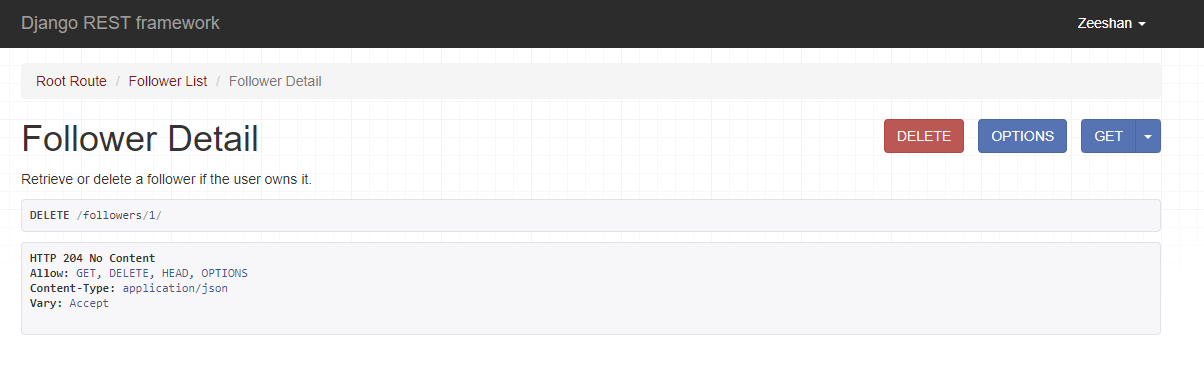 Django REST framework Zeeshan
Root Route / Follower List / Follower Detail
Follower Detail DELETE OPTIONS GET
Retrieve or delete a follower if the user owns it.
DELETE /followers/1/
HTTP 204 No Content
Allow: GET, DELETE, HEAD, OPTIONS
Content-Type: application/json
Vary: Accept